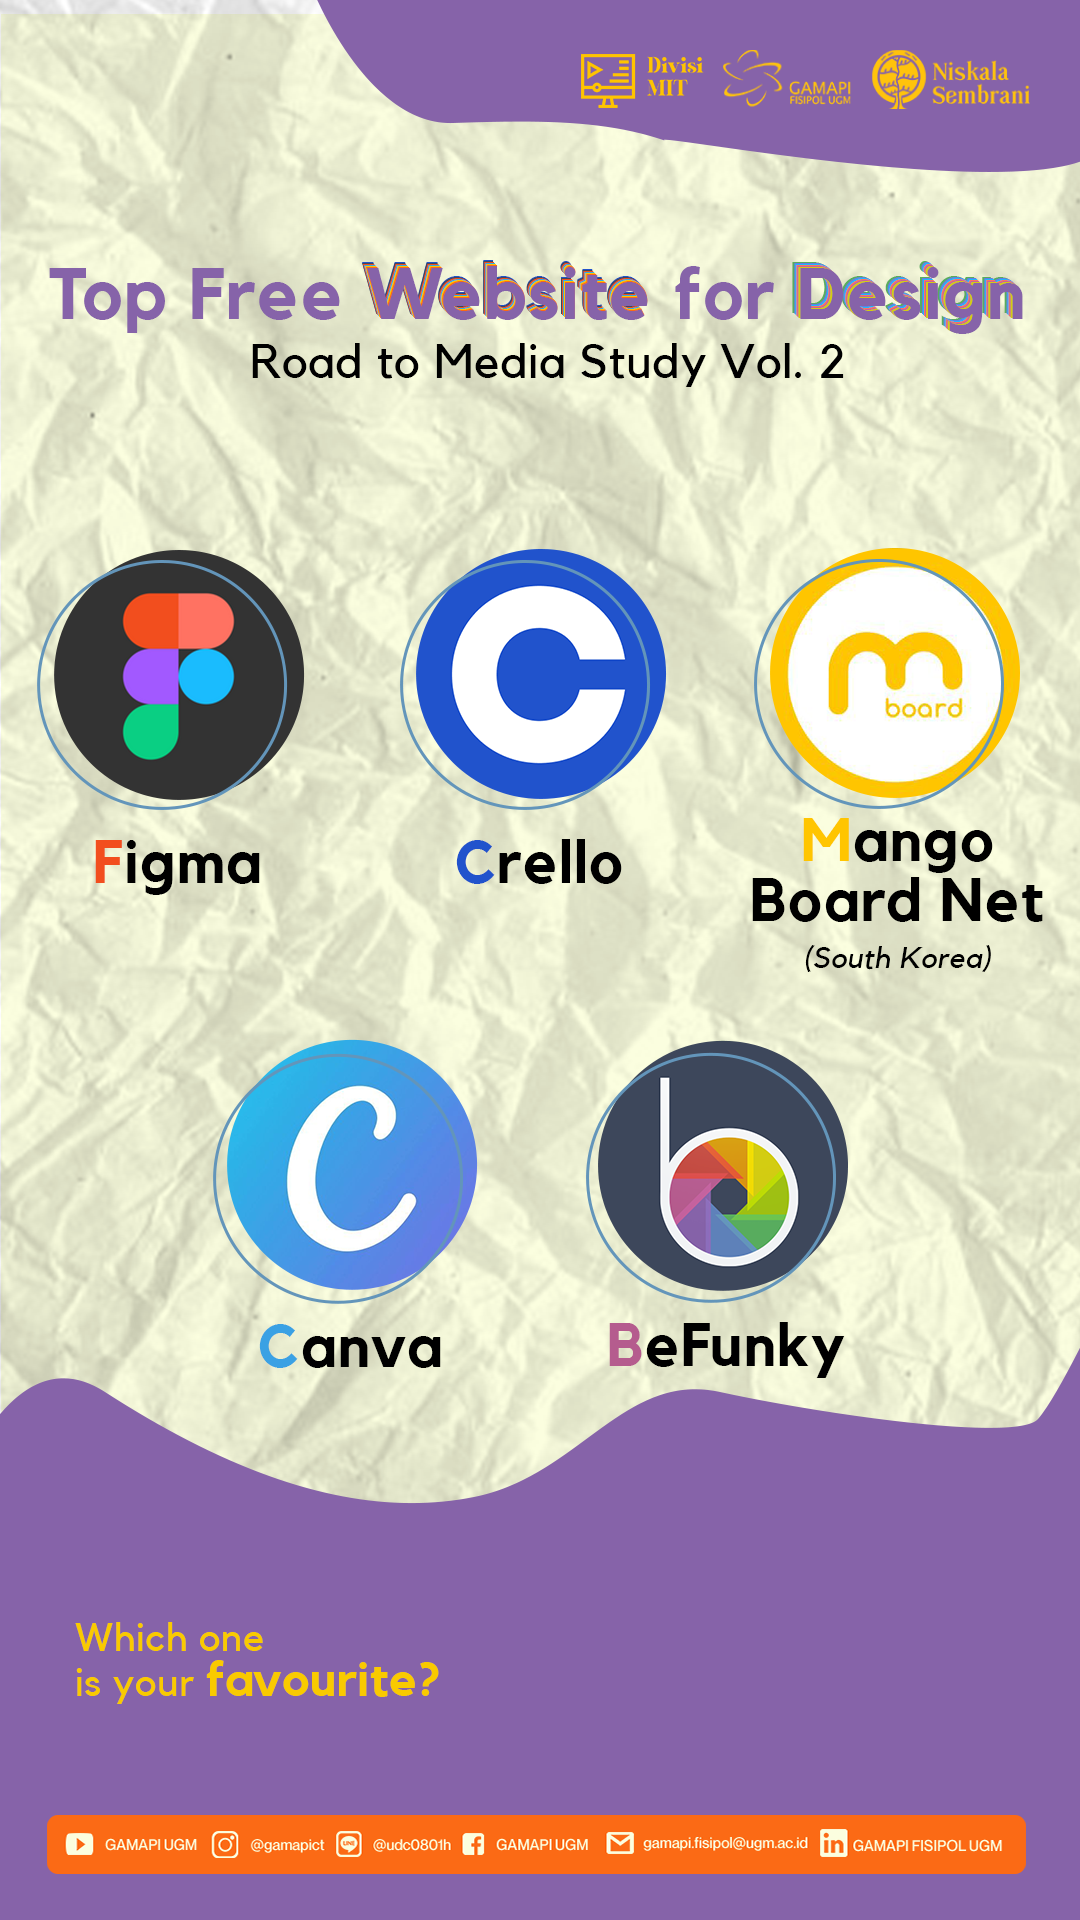 Divisi
MIT
GAMAPI
FISIPOL UGM
Niskala
Sembrani
Top Free Website for Design
Road to Media Study Vol. 2
board
Figma
Crello
Mango
Board Net
(South Korea)
Canva
BeFunky
Which one
is your favourite?
GAMAPI UGM @gamapict @udc0801h GAMAPI UGM gamapi.fisipol@ugm.ac.id GAMAPI FISIPOL UGM